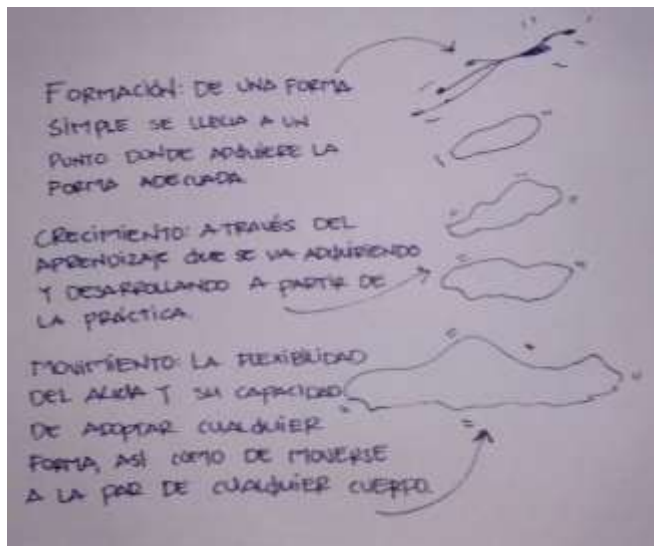 FORMACIÓN: DE UNA FORMA
SIMPLE SE LLEGA A UN
PUNTO DONDE ADQUIERE LA
FORMA ADECUADA.
CRECIMIENTO: A TRAVÉS DEL
APRENDIZAJE QUE SE VA ADQUIRIENDO
Y DESARROLLANDO A PARTIR DE
LA PRÁCTICA.
MOVIMIENTO: LA FLEXIBILIDAD
DEL AGUA Y SU CAPACIDAD
DE ADOPTAR CUALQUIER
FORMA, ASÍ COMO DE MOVERSE
A LA PAR DE CUALQUIER CUERPO.